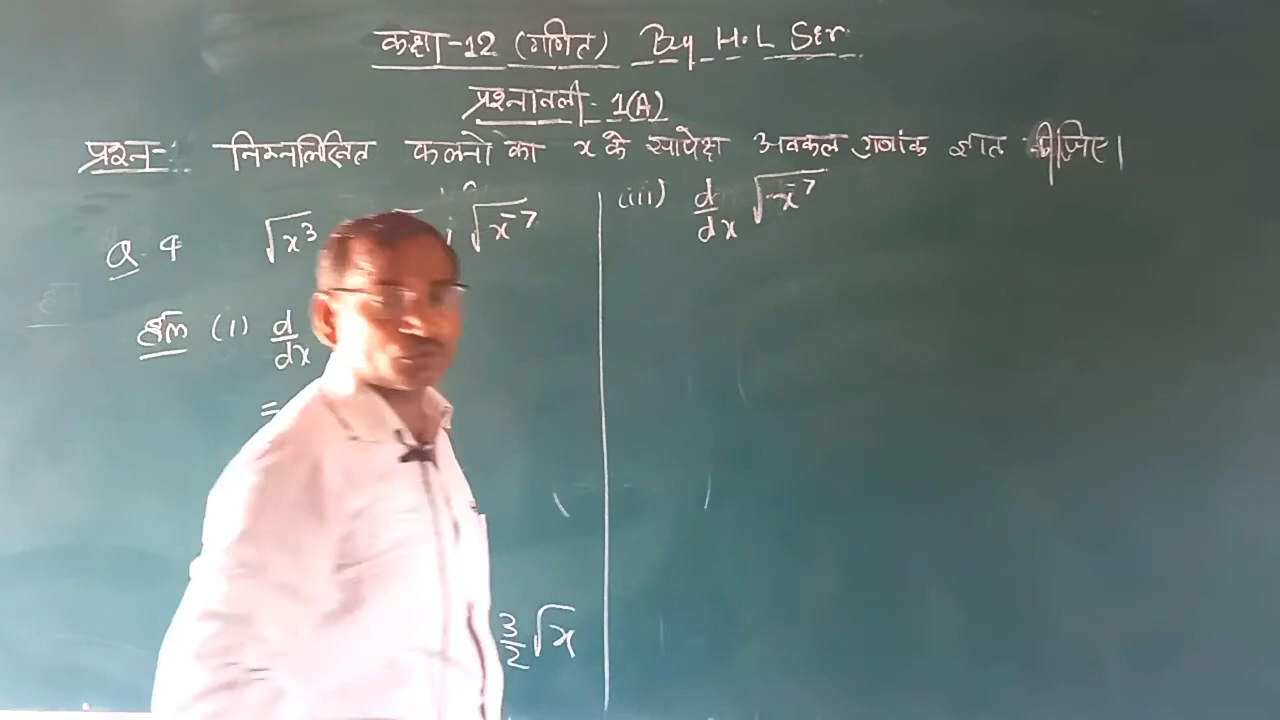 कक्षा-12 (गणित) By H.L Sir
प्रश्नावली-1(A)
प्रश्न- निम्नलिखित फलनो का x के सापेक्ष अवकल गुणांक ज्ञात कीजिए।
Q.4 √x³ ; √x⁻⁷
हल (i) d/dx
=
3/2 √x
(iii) d/dx √x⁻⁷